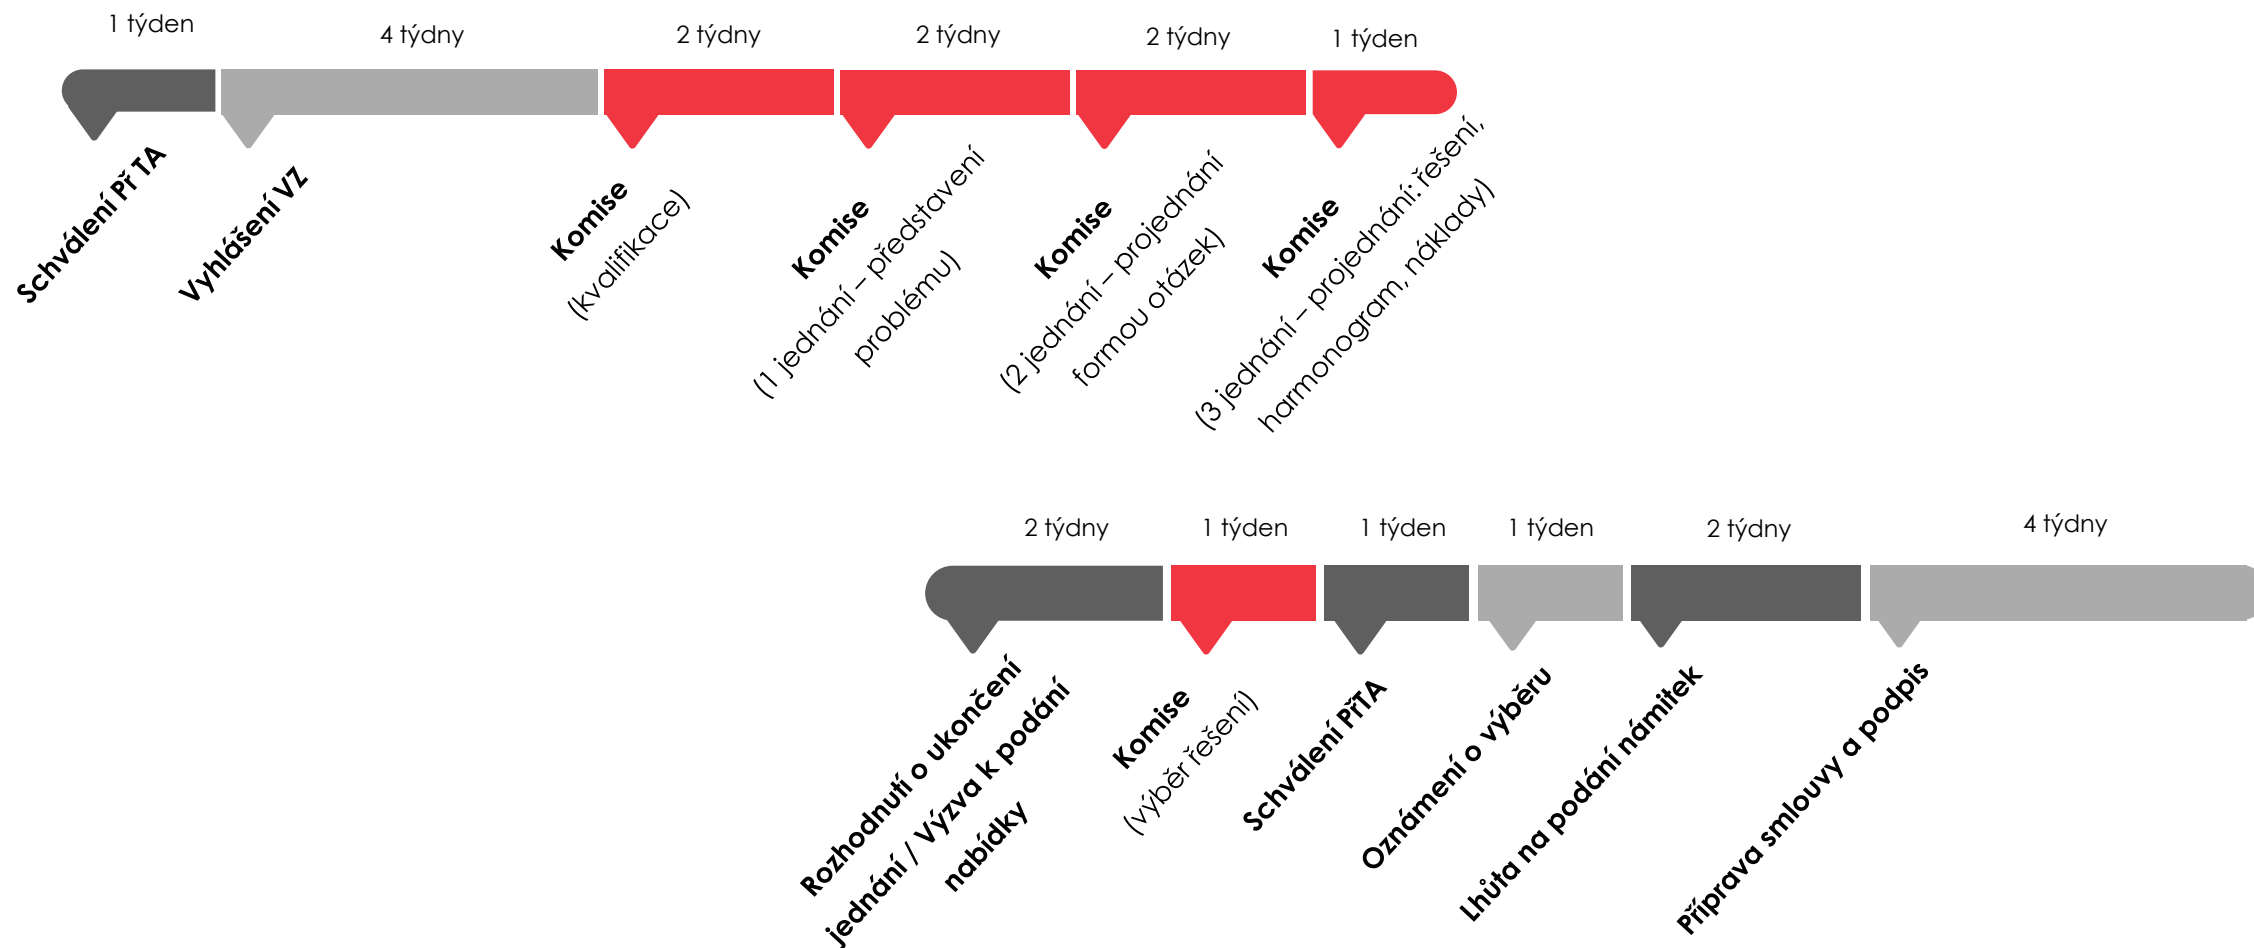 1 týden
4 týdny
2 týdny
2 týdny
2 týdny
1 týden
Schválení Př TA
Vyhlášení VZ
Komise
(kvalifikace)
Komise
(1 jednání – představení
problému)
Komise
(2 jednání – projednání
formou otázek)
Komise
(3 jednání – projednání: řešení,
harmonogram, náklady)
2 týdny
1 týden
1 týden
1 týden
2 týdny
4 týdny
Rozhodnutí o ukončení
jednání / Výzva k podání
nabídky
Komise
(výběr řešení)
Schválení PřTA
Oznámení o výběru
Lhůta na podání námitek
Příprava smlouvy a podpis